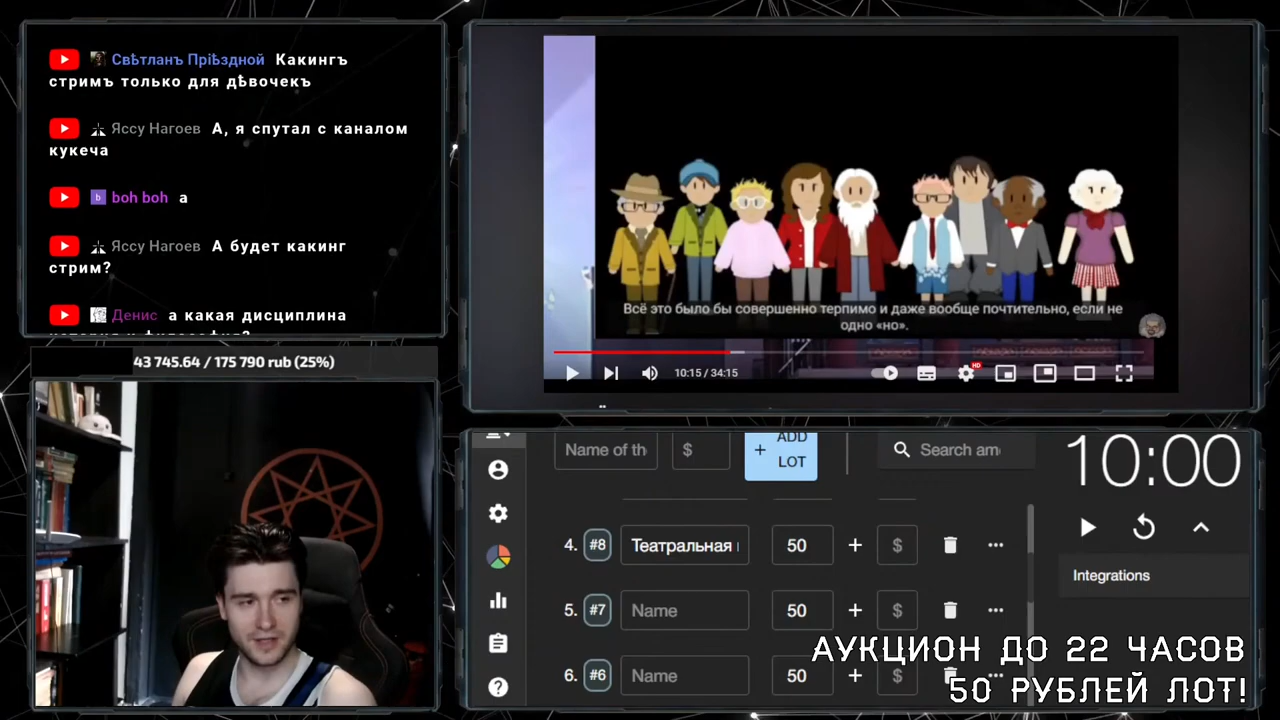 Свѣтланъ Прiѣздной Какингъ
стримъ только для дѣвочекъ
Яссу Нагоев А, я спутал с каналом
кукеча
boh boh а
Яссу Нагоев А будет какинг
стрим?
Денис а какая дисциплина
43 745.64 / 175 790 rub (25%)
Всё это было бы совершенно терпимо и даже вообще почтительно, если не
одно «но».
10:15 / 34:15
HD
Name of th
$
+ ADD
LOT
Search am
10:00
4. #8 Театральная 50 + $
5. #7 Name 50 + $
6. #6 Name 50 + $
Integrations
АУКЦИОН ДО 22 ЧАСОВ
50 РУБЛЕЙ ЛОТ!